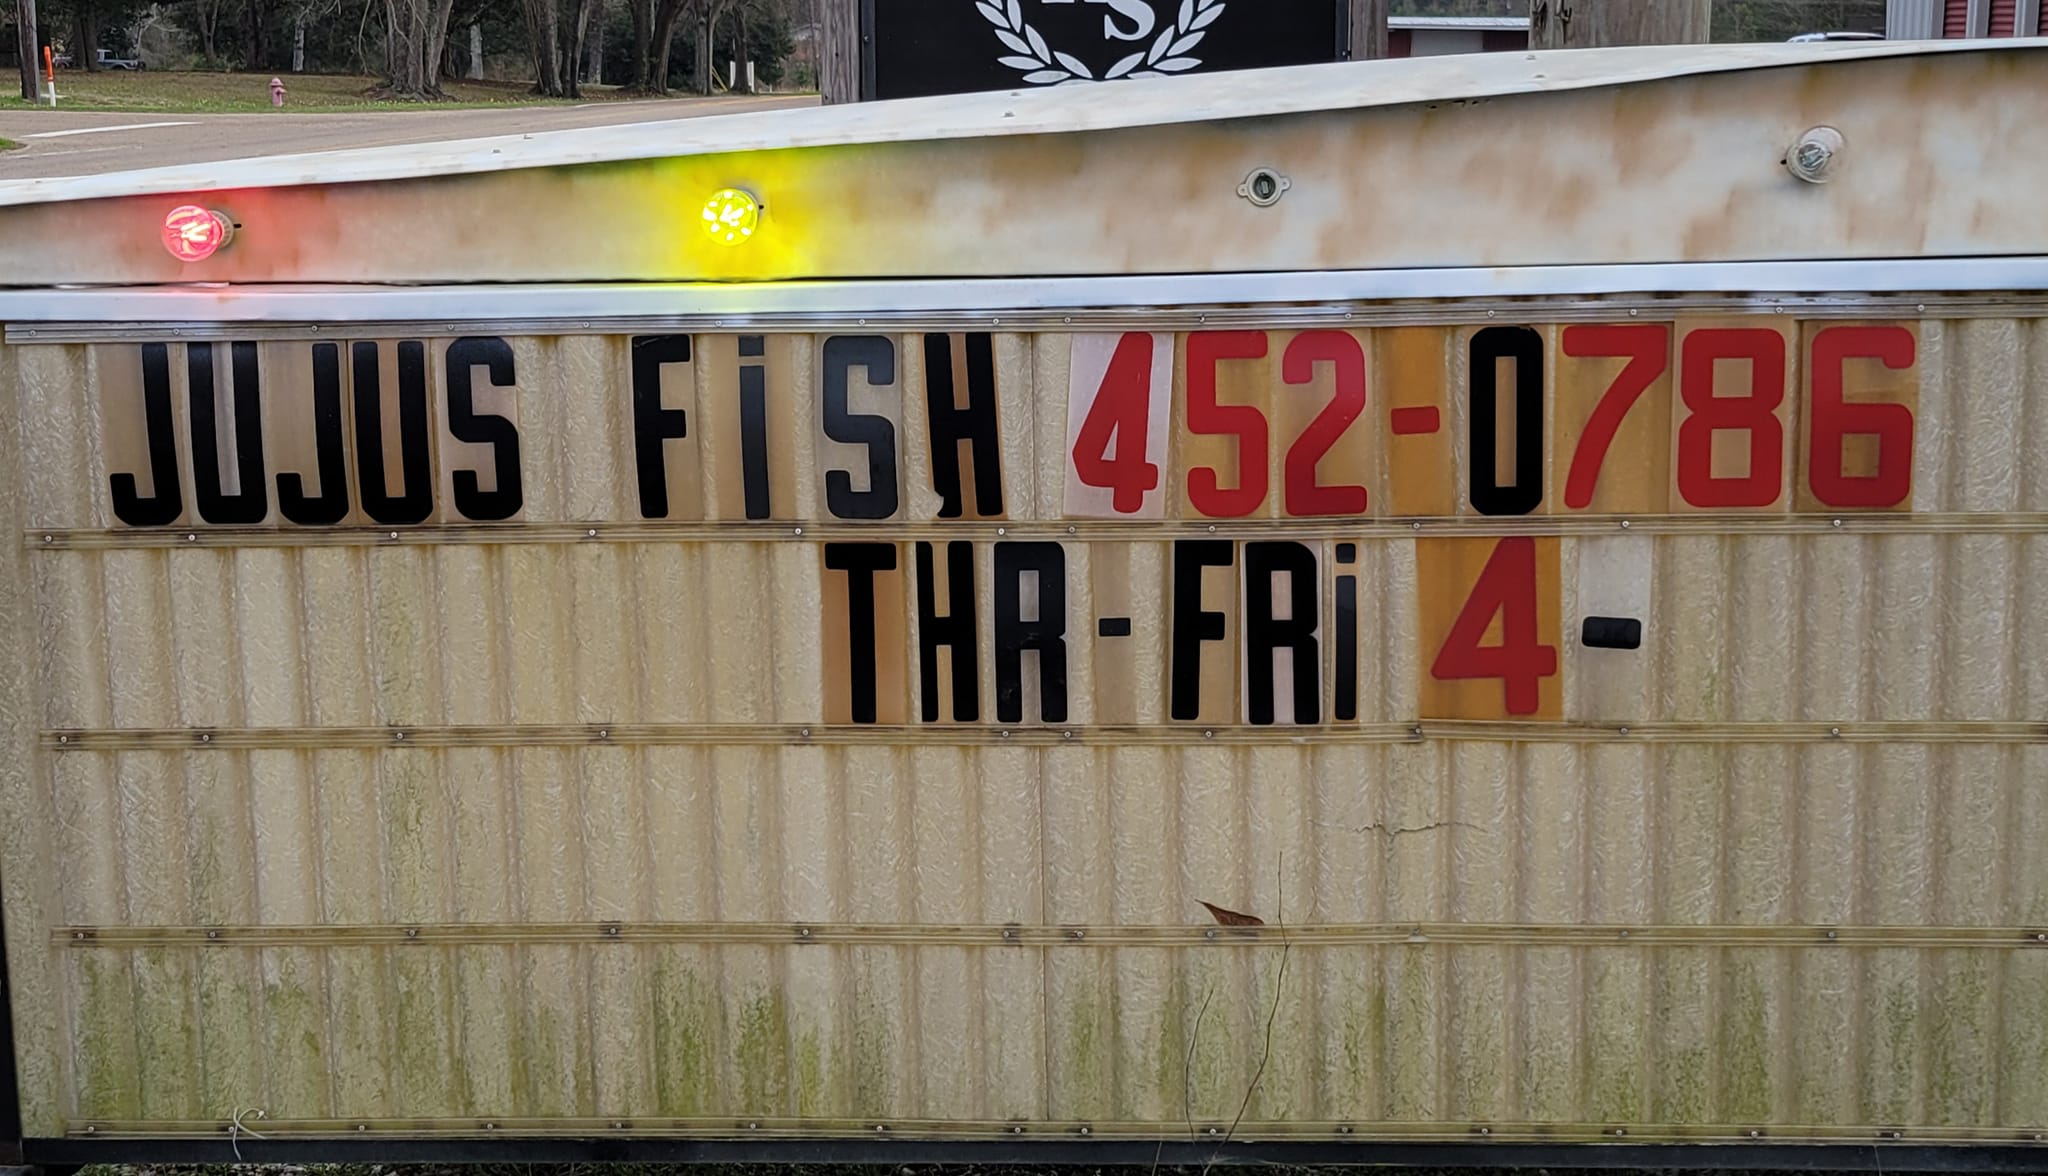 JUJUS FiSH 452-0786
THR-FRi 4-